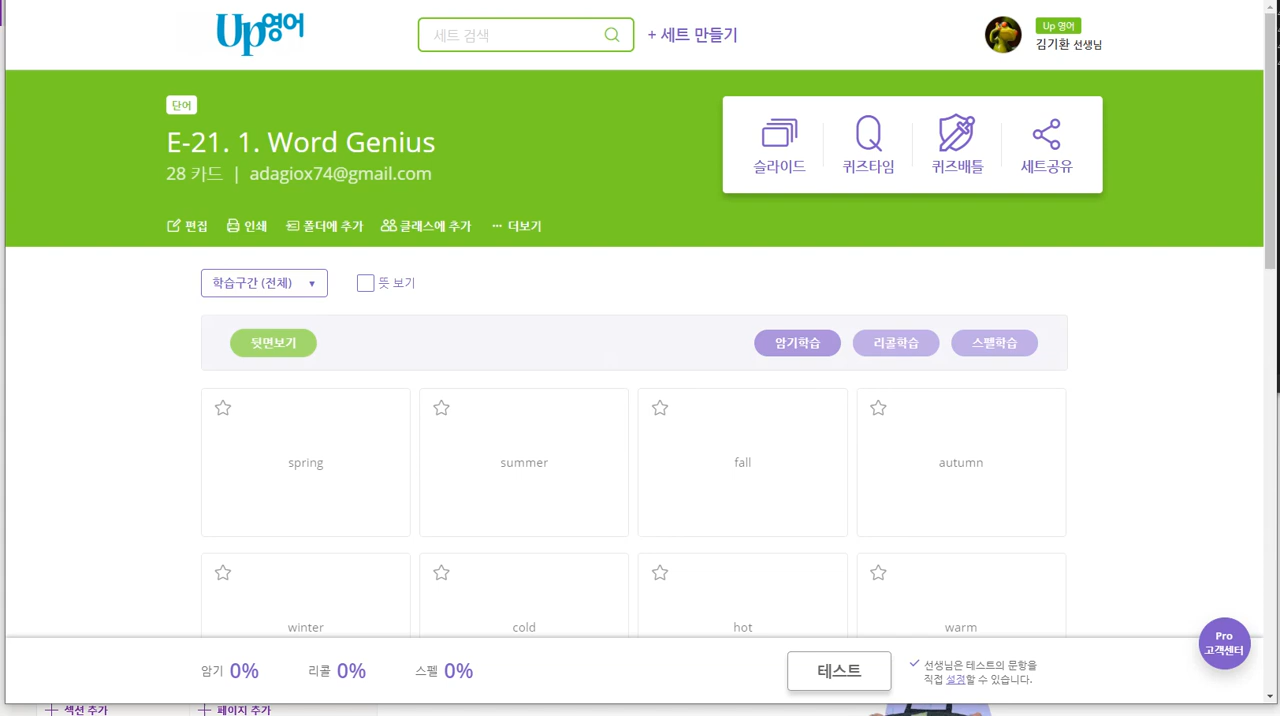 Up영어
세트 검색
+ 세트 만들기
Up 영어
김기환 선생님
단어
E-21. 1. Word Genius
28 카드 | adagiox74@gmail.com
슬라이드
퀴즈타임
퀴즈배틀
세트공유
편집
인쇄
폴더에 추가
클래스에 추가
··· 더보기
학습구간 (전체) ▼
뜻 보기
뒷면보기
암기학습
리콜학습
스펠학습
spring
summer
fall
autumn
winter
cold
hot
warm
Pro
고객센터
암기 0%
리콜 0%
스펠 0%
테스트
선생님은 테스트의 문항을
직접 설정할 수 있습니다.
섹션 추가
페이지 추가